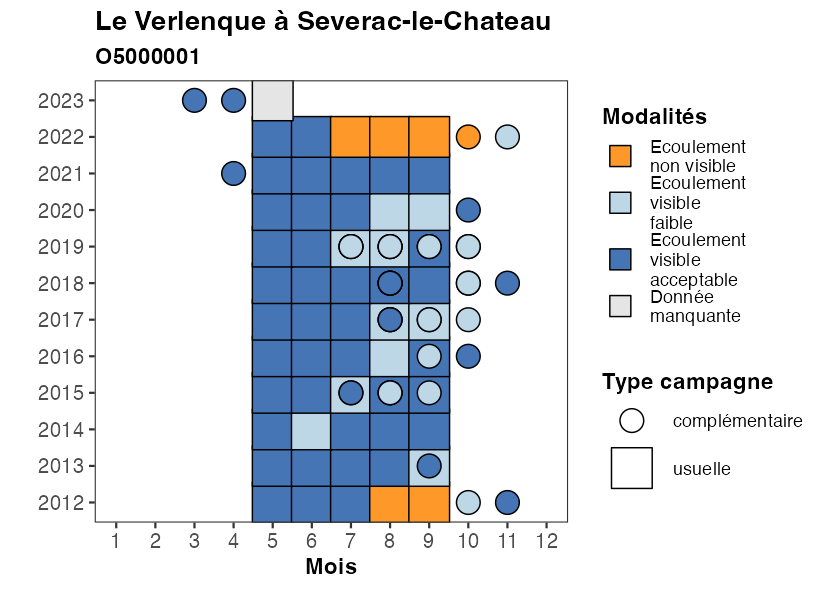 Le Verlenque à Severac-le-Chateau
O5000001
2023
2022
2021
2020
2019
2018
2017
2016
2015
2014
2013
2012
1 2 3 4 5 6 7 8 9 10 11 12
Mois
Modalités
Ecoulement
non visible
Ecoulement
visible
faible
Ecoulement
visible
acceptable
Donnée
manquante
Type campagne
complémentaire
usuelle